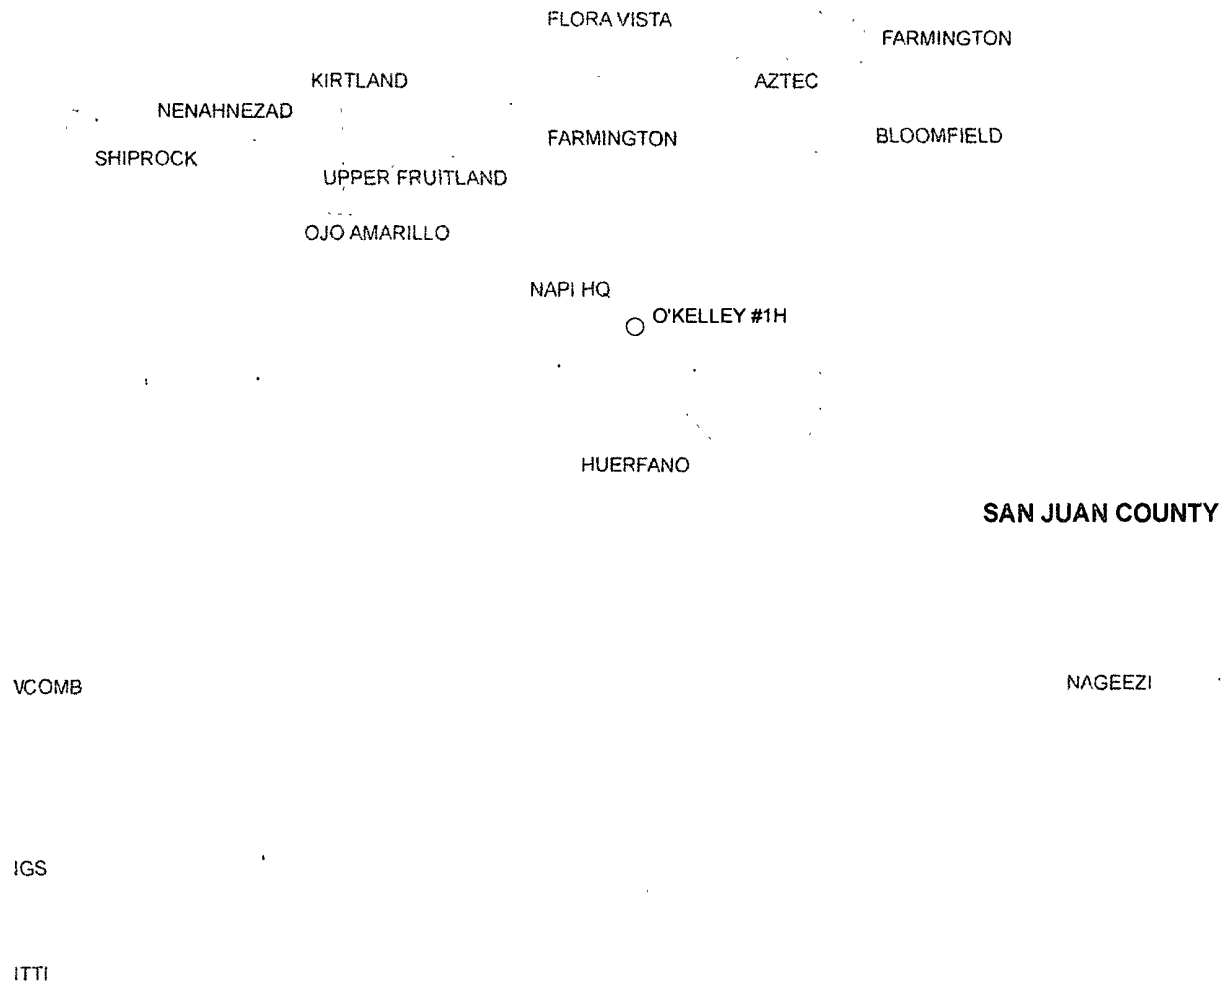 FLORA VISTA
FARMINGTON
KIRTLAND
AZTEC
NENAHNEZAD
FARMINGTON
BLOOMFIELD
SHIPROCK
UPPER FRUITLAND
OJO AMARILLO
NAPI HQ
O'KELLEY #1H
HUERFANO
SAN JUAN COUNTY
VCOMB
NAGEEZI
IGS
ITTI